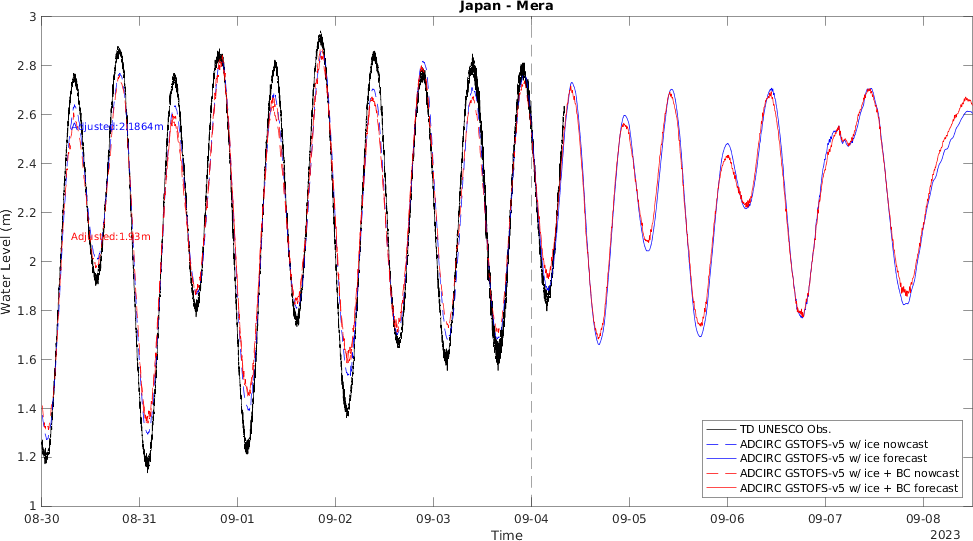 Japan - Mera
3
2.8
2.6
2.4
2.2
2
1.8
1.6
1.4
1.2
1
Water Level (m)
Adjusted:2.1864m
Adjusted:1.93m
TD UNESCO Obs.
ADCIRC GSTOFS-v5 w/ ice nowcast
ADCIRC GSTOFS-v5 w/ ice forecast
ADCIRC GSTOFS-v5 w/ ice + BC nowcast
ADCIRC GSTOFS-v5 w/ ice + BC forecast
08-30 08-31 09-01 09-02 09-03 09-04 09-05 09-06 09-07 09-08
Time
2023